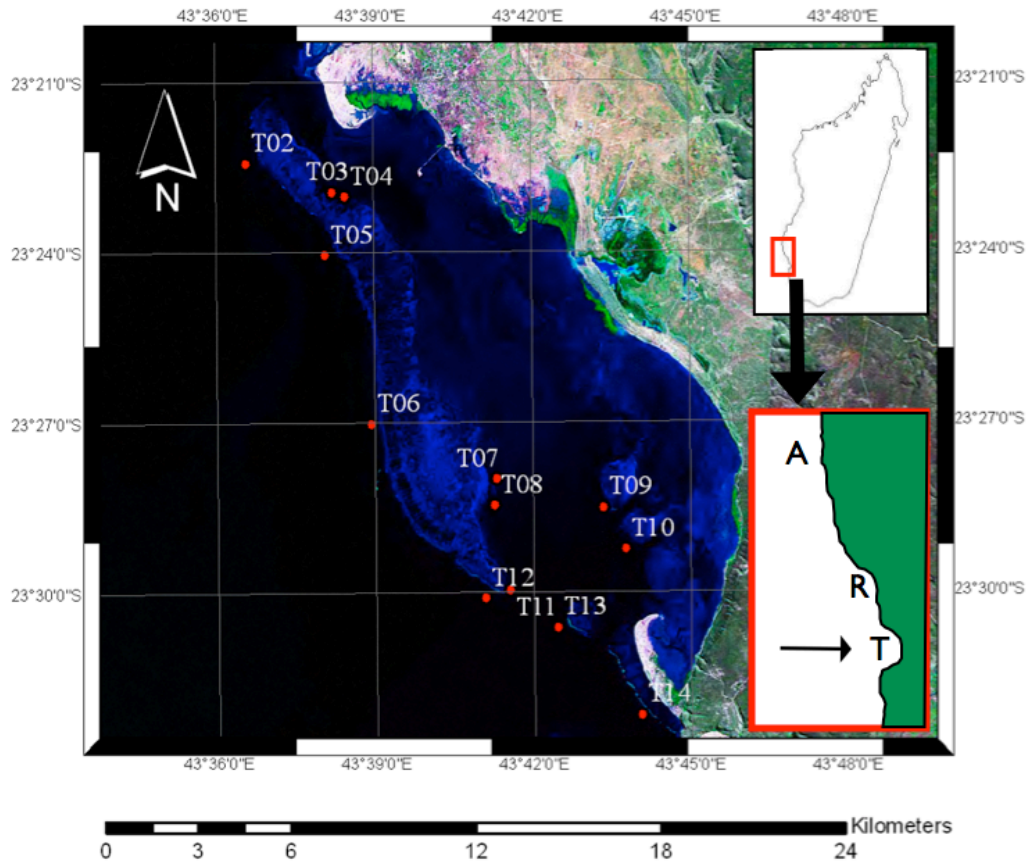 43°36'0"E 43°39'0"E 43°42'0"E 43°45'0"E 43°48'0"E
23°21'0"S 23°21'0"S
T02
T03 T04
N
T05
23°24'0"S 23°24'0"S
T06
23°27'0"S 23°27'0"S
A
T07
T08 T09
T10
T12
R
23°30'0"S 23°30'0"S
T11 T13
T
T14
43°36'0"E 43°39'0"E 43°42'0"E 43°45'0"E 43°48'0"E
Kilometers
0 3 6 12 18 24